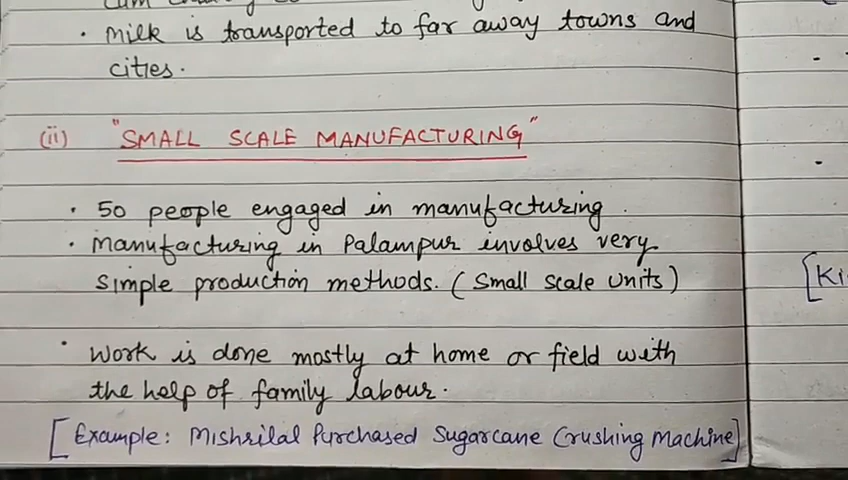 • Milk is transported to far away towns and
cities.
(ii) "SMALL SCALE MANUFACTURING"
• 50 people engaged in manufacturing.
• Manufacturing in Palampur involves very
simple production methods. (Small Scale Units)
• Work is done mostly at home or field with
the help of family labour.
[Example: Mishrilal Purchased Sugarcane Crushing Machine]
[Ki